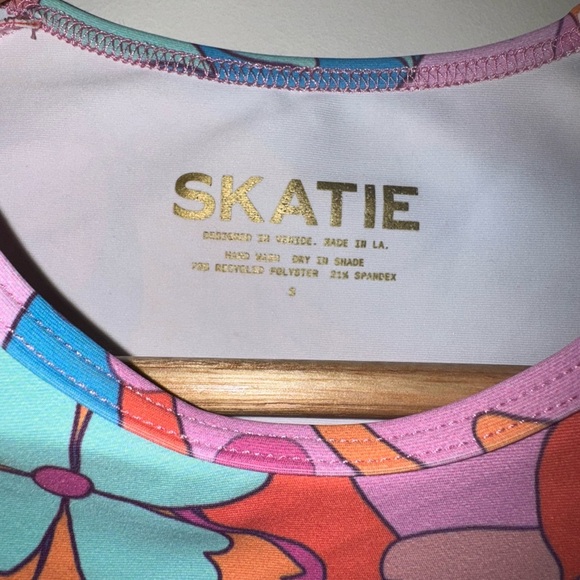 SKATIE
DESIGNED IN VENICE. MADE IN LA.
HAND WASH DRY IN SHADE
79% RECYCLED POLYSTER 21% SPANDEX
S